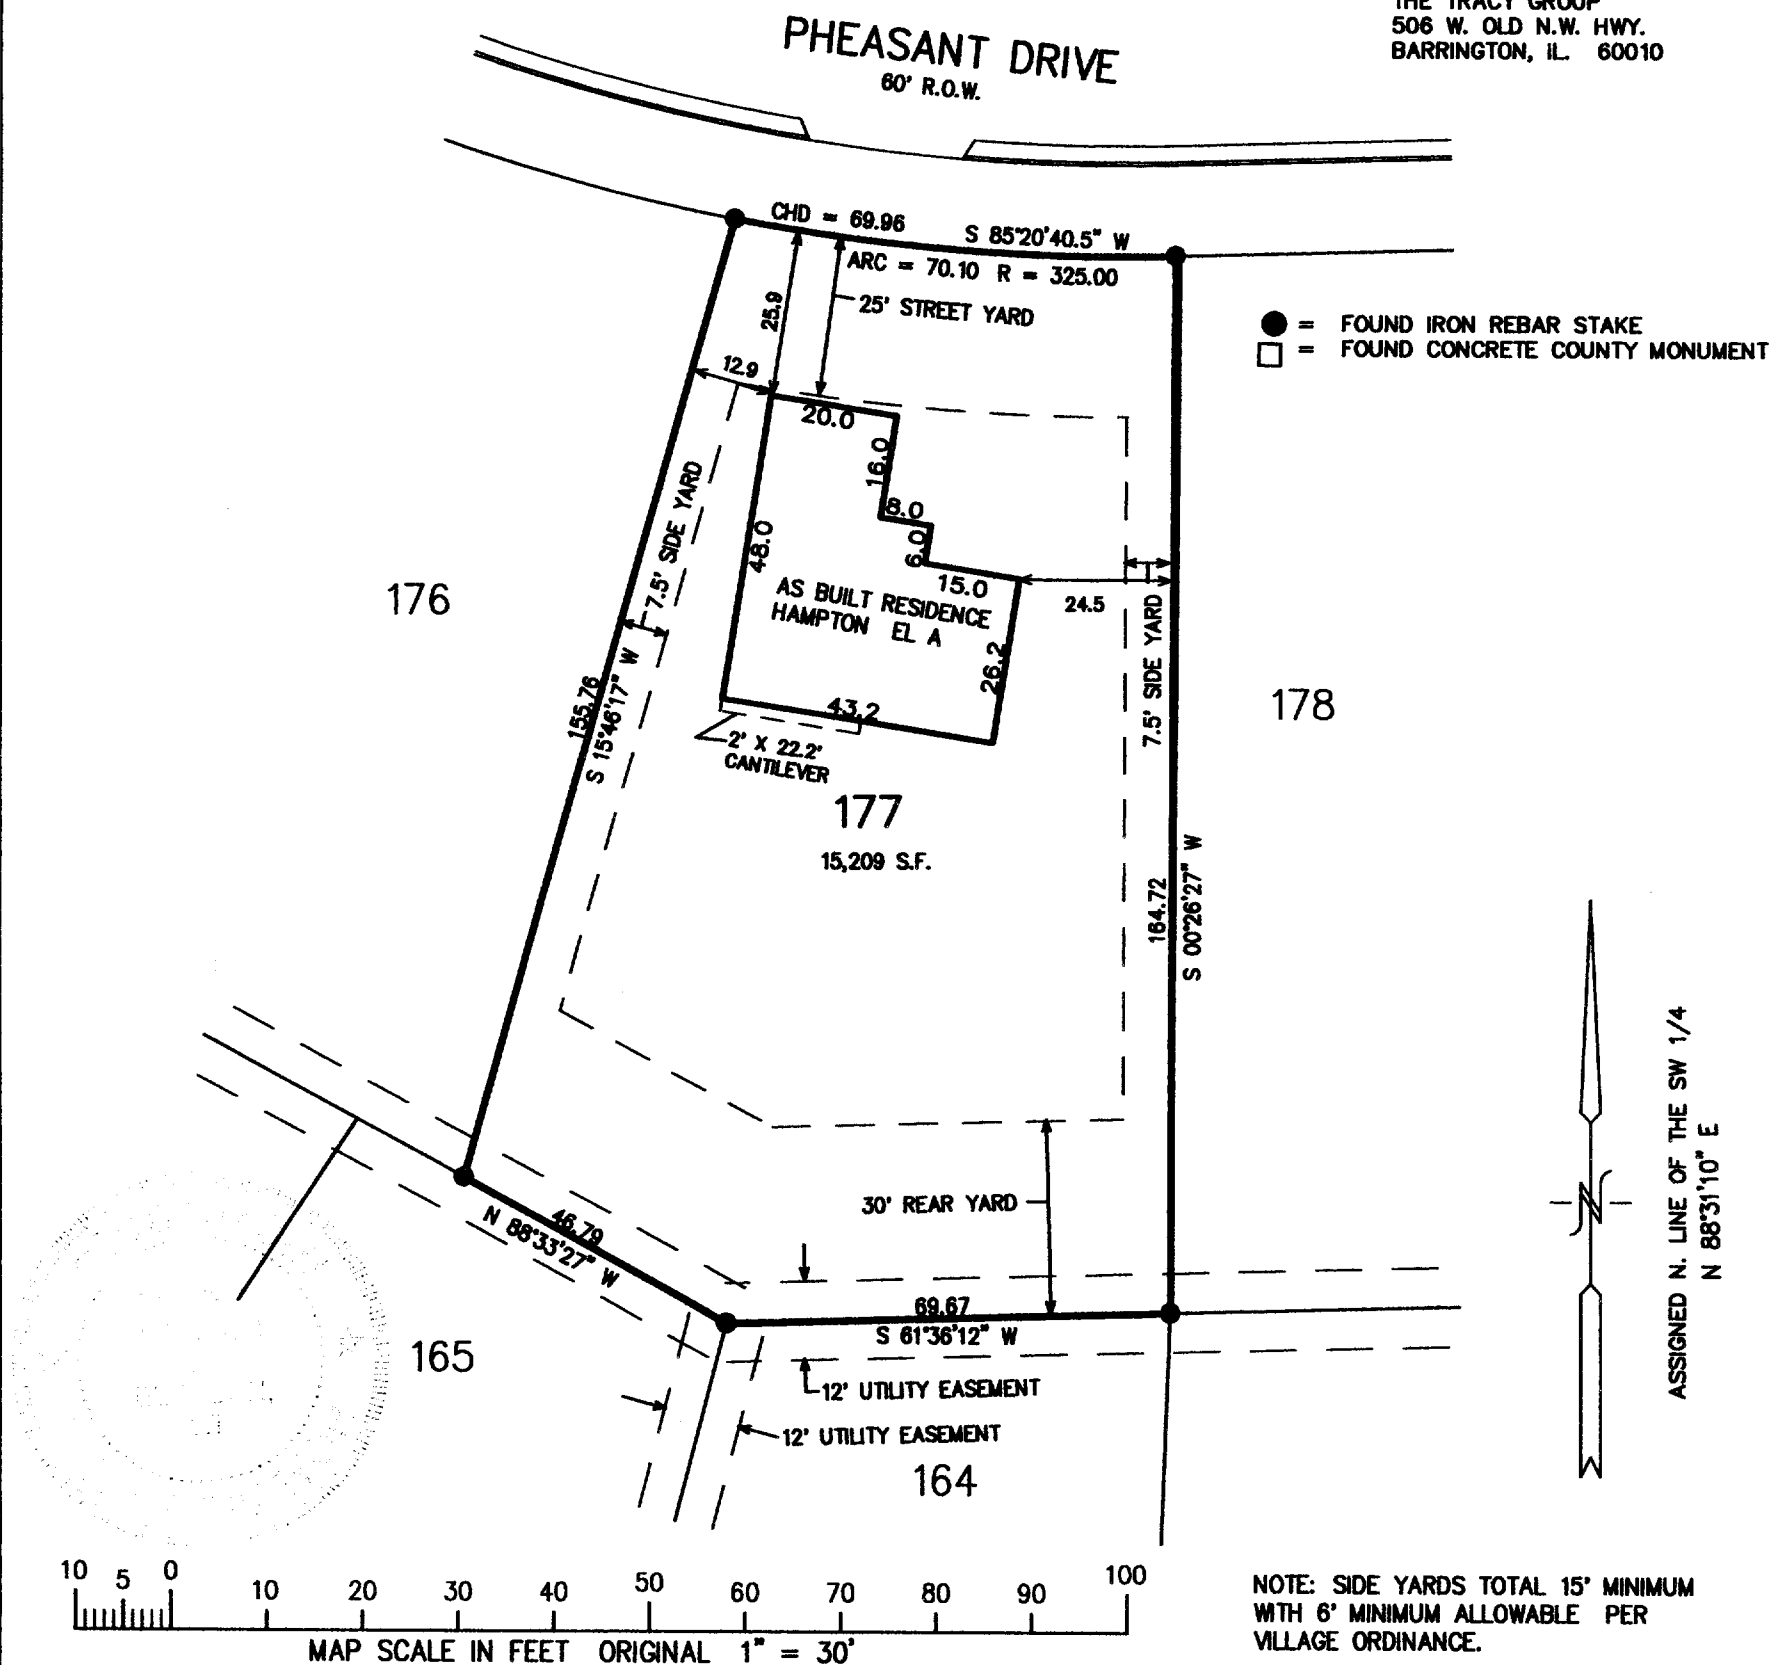 THE TRACY GROUP
506 W. OLD N.W. HWY.
BARRINGTON, IL. 60010
PHEASANT DRIVE
60' R.O.W.
CHD = 69.96
S 85°20'40.5" W
ARC = 70.10 R = 325.00
25' STREET YARD
25.9
12.9
● = FOUND IRON REBAR STAKE
□ = FOUND CONCRETE COUNTY MONUMENT
20.0
16.0
8.0
6.0
15.0
48.0
7.5' SIDE YARD
AS BUILT RESIDENCE
HAMPTON EL A
24.5
26.2
43.2
7.5' SIDE YARD
176
178
155.76
S 15°46'17" W
2' X 22.2'
CANTILEVER
177
15,209 S.F.
164.72
S 00°26'27" W
30' REAR YARD
46.79
N 88°33'27" W
69.67
S 61°36'12" W
165
12' UTILITY EASEMENT
12' UTILITY EASEMENT
164
N
ASSIGNED N. LINE OF THE SW 1/4
N 88°31'10" E
10 5 0 10 20 30 40 50 60 70 80 90 100
MAP SCALE IN FEET ORIGINAL 1" = 30'
NOTE: SIDE YARDS TOTAL 15' MINIMUM
WITH 6' MINIMUM ALLOWABLE PER
VILLAGE ORDINANCE.